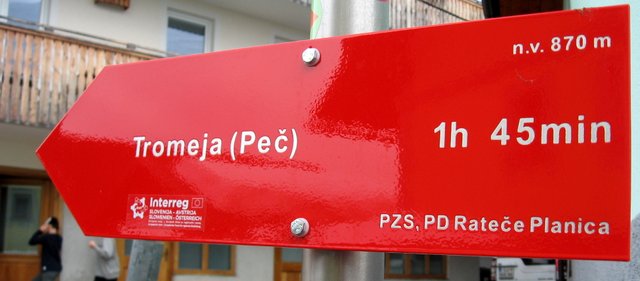 n.v. 870 m
Tromeja (Peč)
1h 45min
Interreg
SLOVENIJA - AVSTRIJA
SLOWENIEN - ÖSTERREICH
PZS, PD Rateče Planica